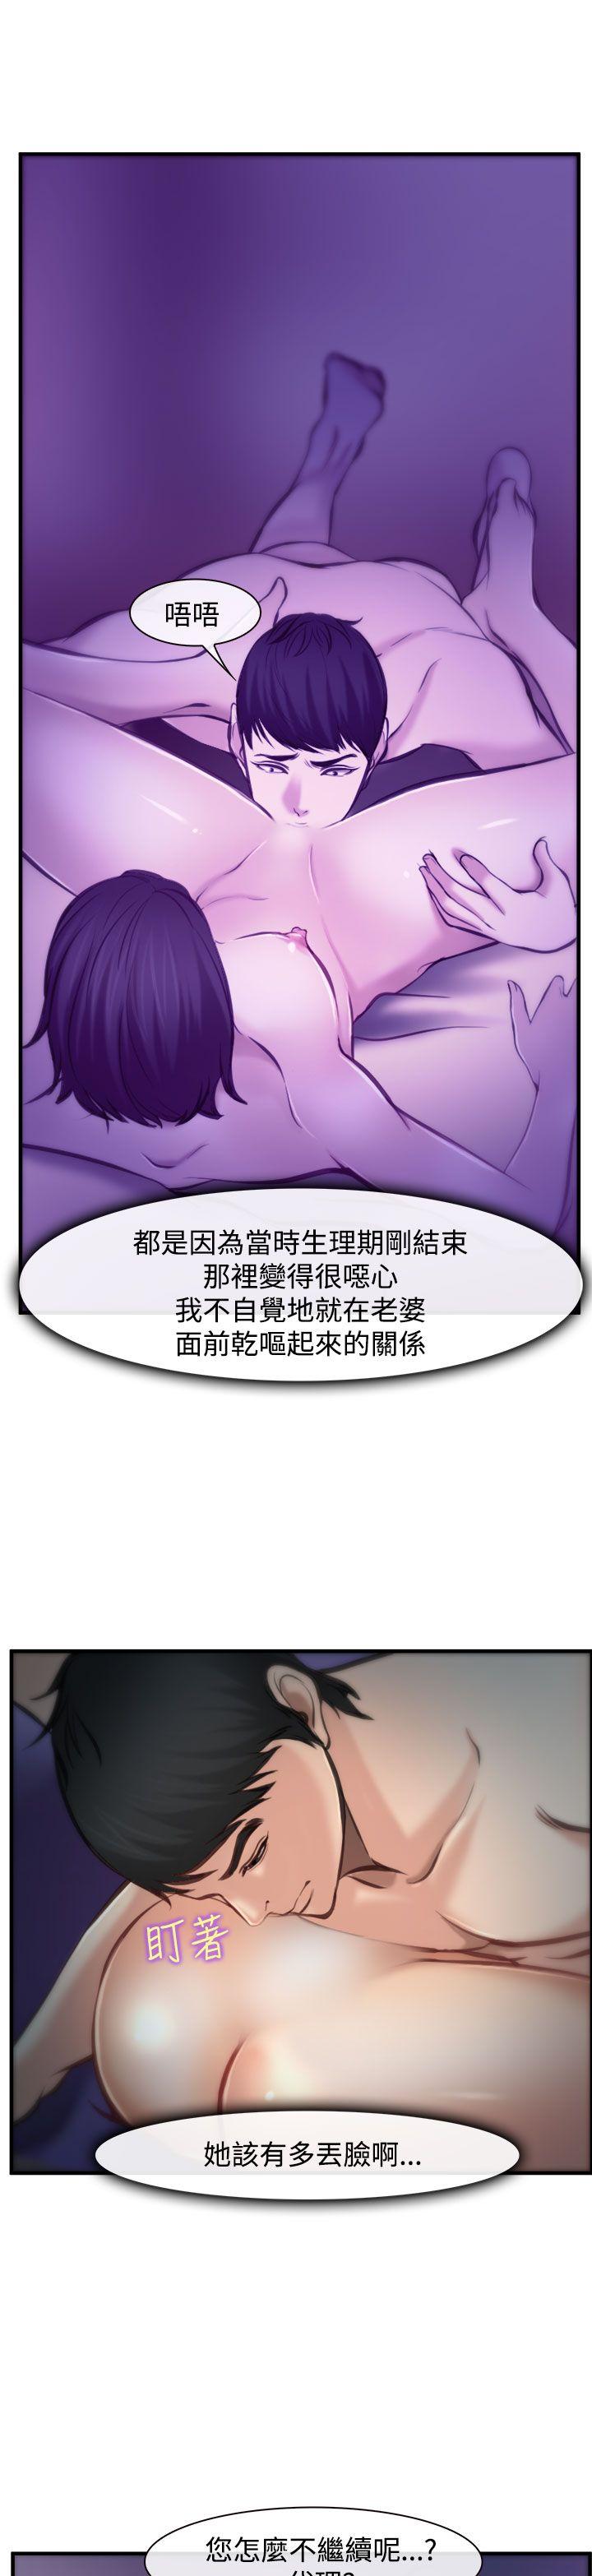 唔唔
都是因為當時生理期剛結束
那裡變得很噁心
我不自覺地就在老婆
面前乾嘔起來的關係
盯著
她該有多丟臉啊...
您怎麼不繼續呢...?